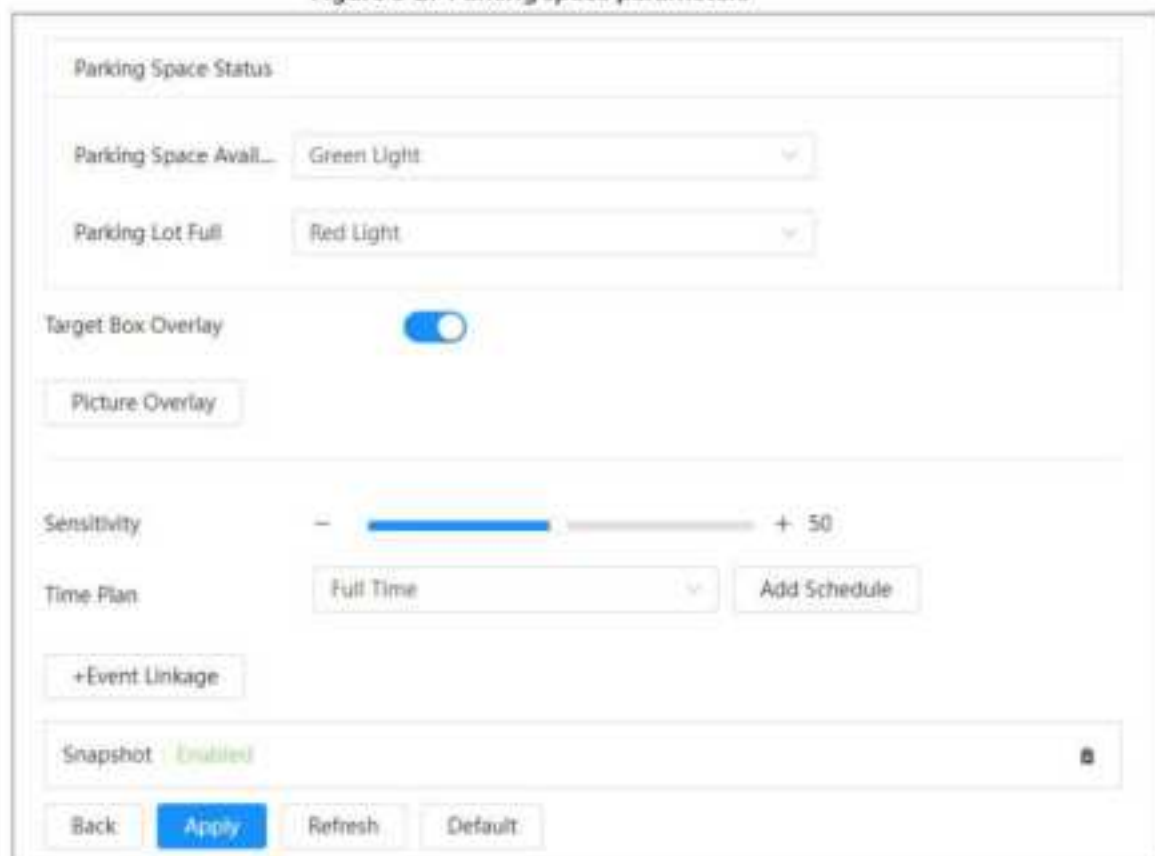 Parking Space Status
Parking Space Avail... Green Light
Parking Lot Full Red Light
Target Box Overlay
Picture Overlay
Sensitivity − + 50
Time Plan Full Time Add Schedule
+Event Linkage
Snapshot Enabled
Back Apply Refresh Default